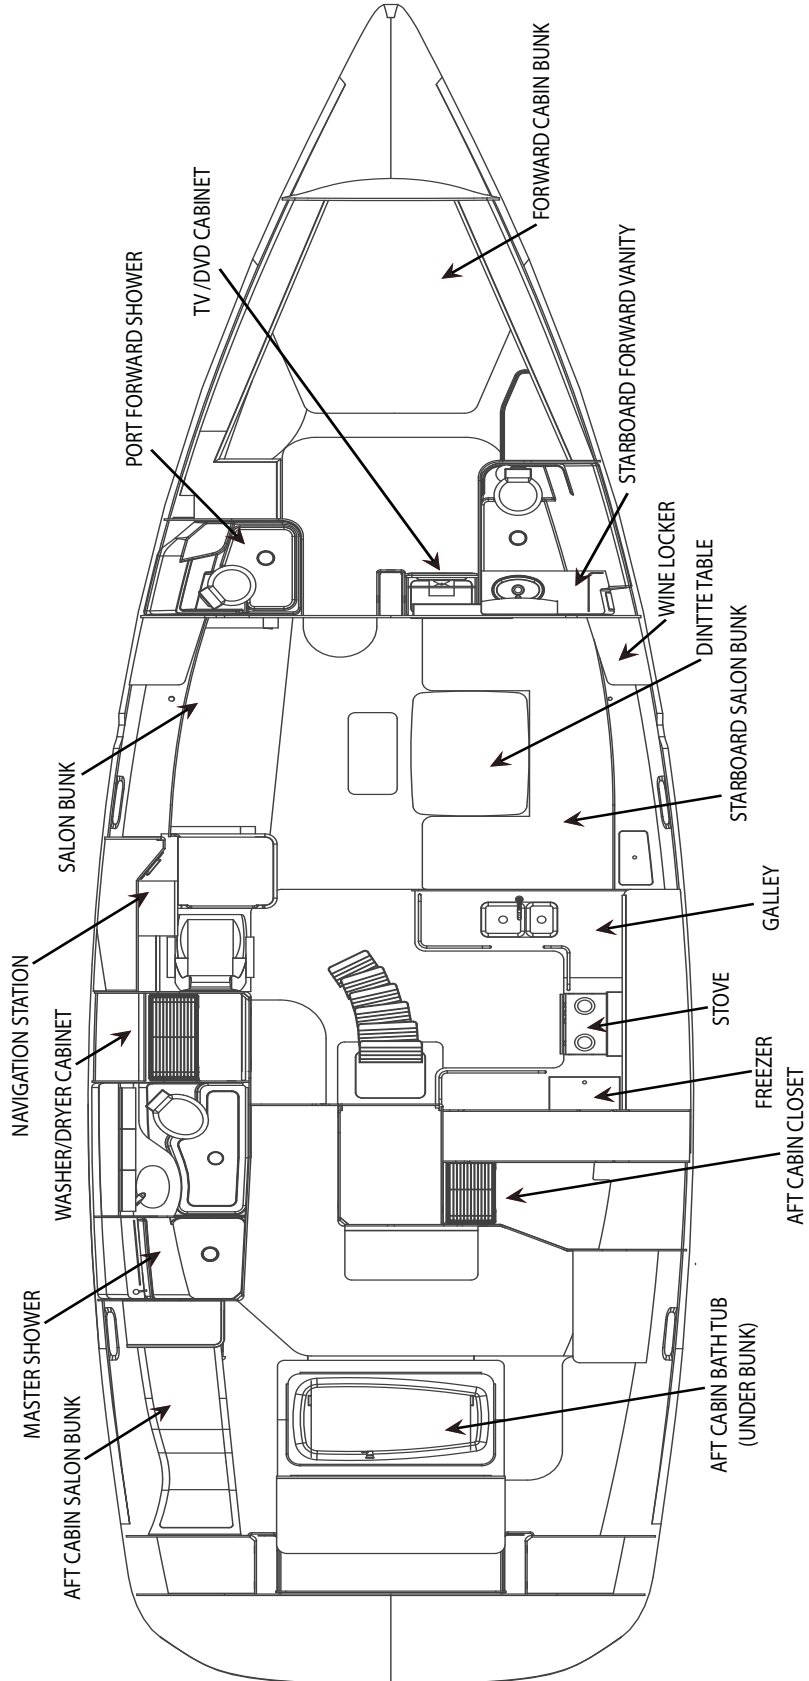 FORWARD CABIN BUNK
TV /DVD CABINET
PORT FORWARD SHOWER
STARBOARD FORWARD VANITY
WINE LOCKER
DINTTE TABLE
STARBOARD SALON BUNK
SALON BUNK
GALLEY
NAVIGATION STATION
STOVE
WASHER/DRYER CABINET
FREEZER
AFT CABIN CLOSET
MASTER SHOWER
AFT CABIN BATH TUB
(UNDER BUNK)
AFT CABIN SALON BUNK